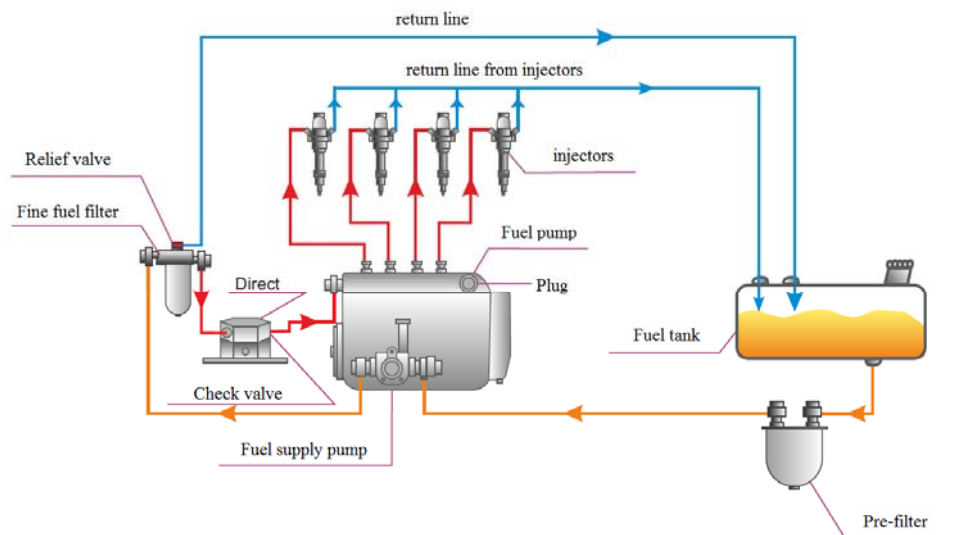 return line
return line from injectors
Relief valve
injectors
Fine fuel filter
Fuel pump
Direct
Plug
Fuel tank
Check valve
Fuel supply pump
Pre-filter